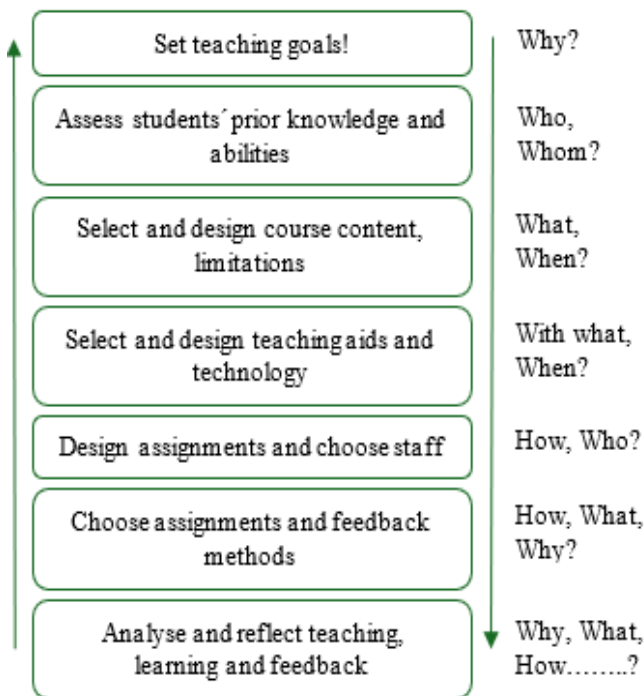 Set teaching goals!
Why?
Assess students´ prior knowledge and
abilities
Who,
Whom?
Select and design course content,
limitations
What,
When?
Select and design teaching aids and
technology
With what,
When?
Design assignments and choose staff
How, Who?
Choose assignments and feedback
methods
How, What,
Why?
Analyse and reflect teaching,
learning and feedback
Why, What,
How……..?